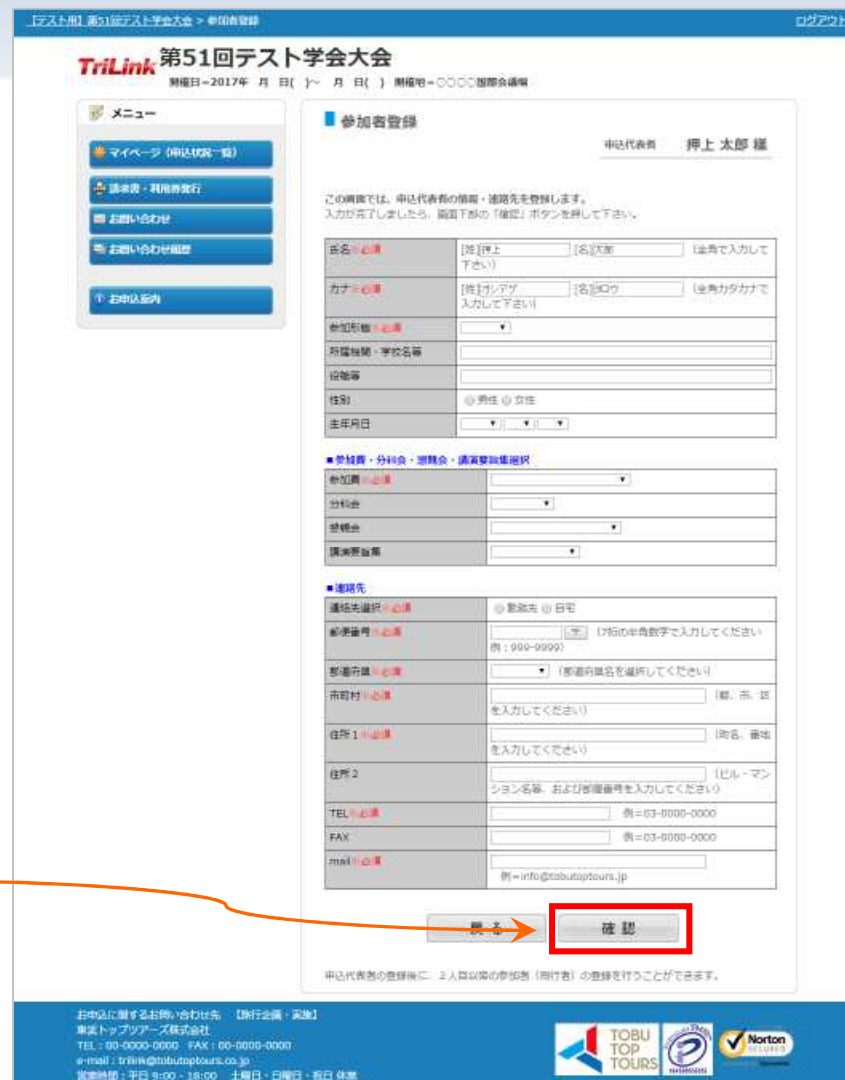 【テスト用】第51回テスト学会大会 > 参加者登録
ログアウト
TriLink 第51回テスト学会大会
開催日=2017年 月 日( )～ 月 日( ) 開催地=〇〇〇〇国際会議場
メニュー
マイページ（申込状況一覧）
請求書・利用券発行
お問い合わせ
お問い合わせ履歴
お申込案内
参加者登録
申込代表者 押上 太郎 様
この画面では、申込代表者の情報・連絡先を登録します。
入力が完了しましたら、画面下部の「確認」ボタンを押して下さい。
氏名※必須 [姓]押上 [名]太郎 （全角で入力して
下さい）
カナ※必須 [姓]オシアゲ [名]タロウ （全角カタカナで
入力して下さい）
参加形態※必須
所属機関・学校名等
役職等
性別 男性 女性
生年月日
■参加費・分科会・懇親会・講演要旨集選択
参加費※必須
分科会
懇親会
講演要旨集
■連絡先
連絡先選択※必須 勤務先 自宅
郵便番号※必須 〒 （7桁の半角数字で入力してください
例：999-9999）
都道府県※必須 （都道府県名を選択してください）
市町村※必須 （郡、市、区
を入力してください）
住所1※必須 （町名、番地
を入力してください）
住所2 （ビル・マン
ション名等、および部屋番号を入力してください）
TEL※必須 例=03-0000-0000
FAX 例=03-0000-0000
mail※必須
例=info@tobutoptours.jp
戻る 確認
申込代表者の登録後に、2人目以降の参加者（同行者）の登録を行うことができます。
お申込に関するお問い合わせ先 【旅行企画・実施】
東武トップツアーズ株式会社
TEL：00-0000-0000 FAX：00-0000-0000
e-mail：trilink@tobutoptours.co.jp
営業時間：平日 9:00 - 18:00 土曜日・日曜日・祝日 休業
TOBU
TOP
TOURS
Norton
SECURED